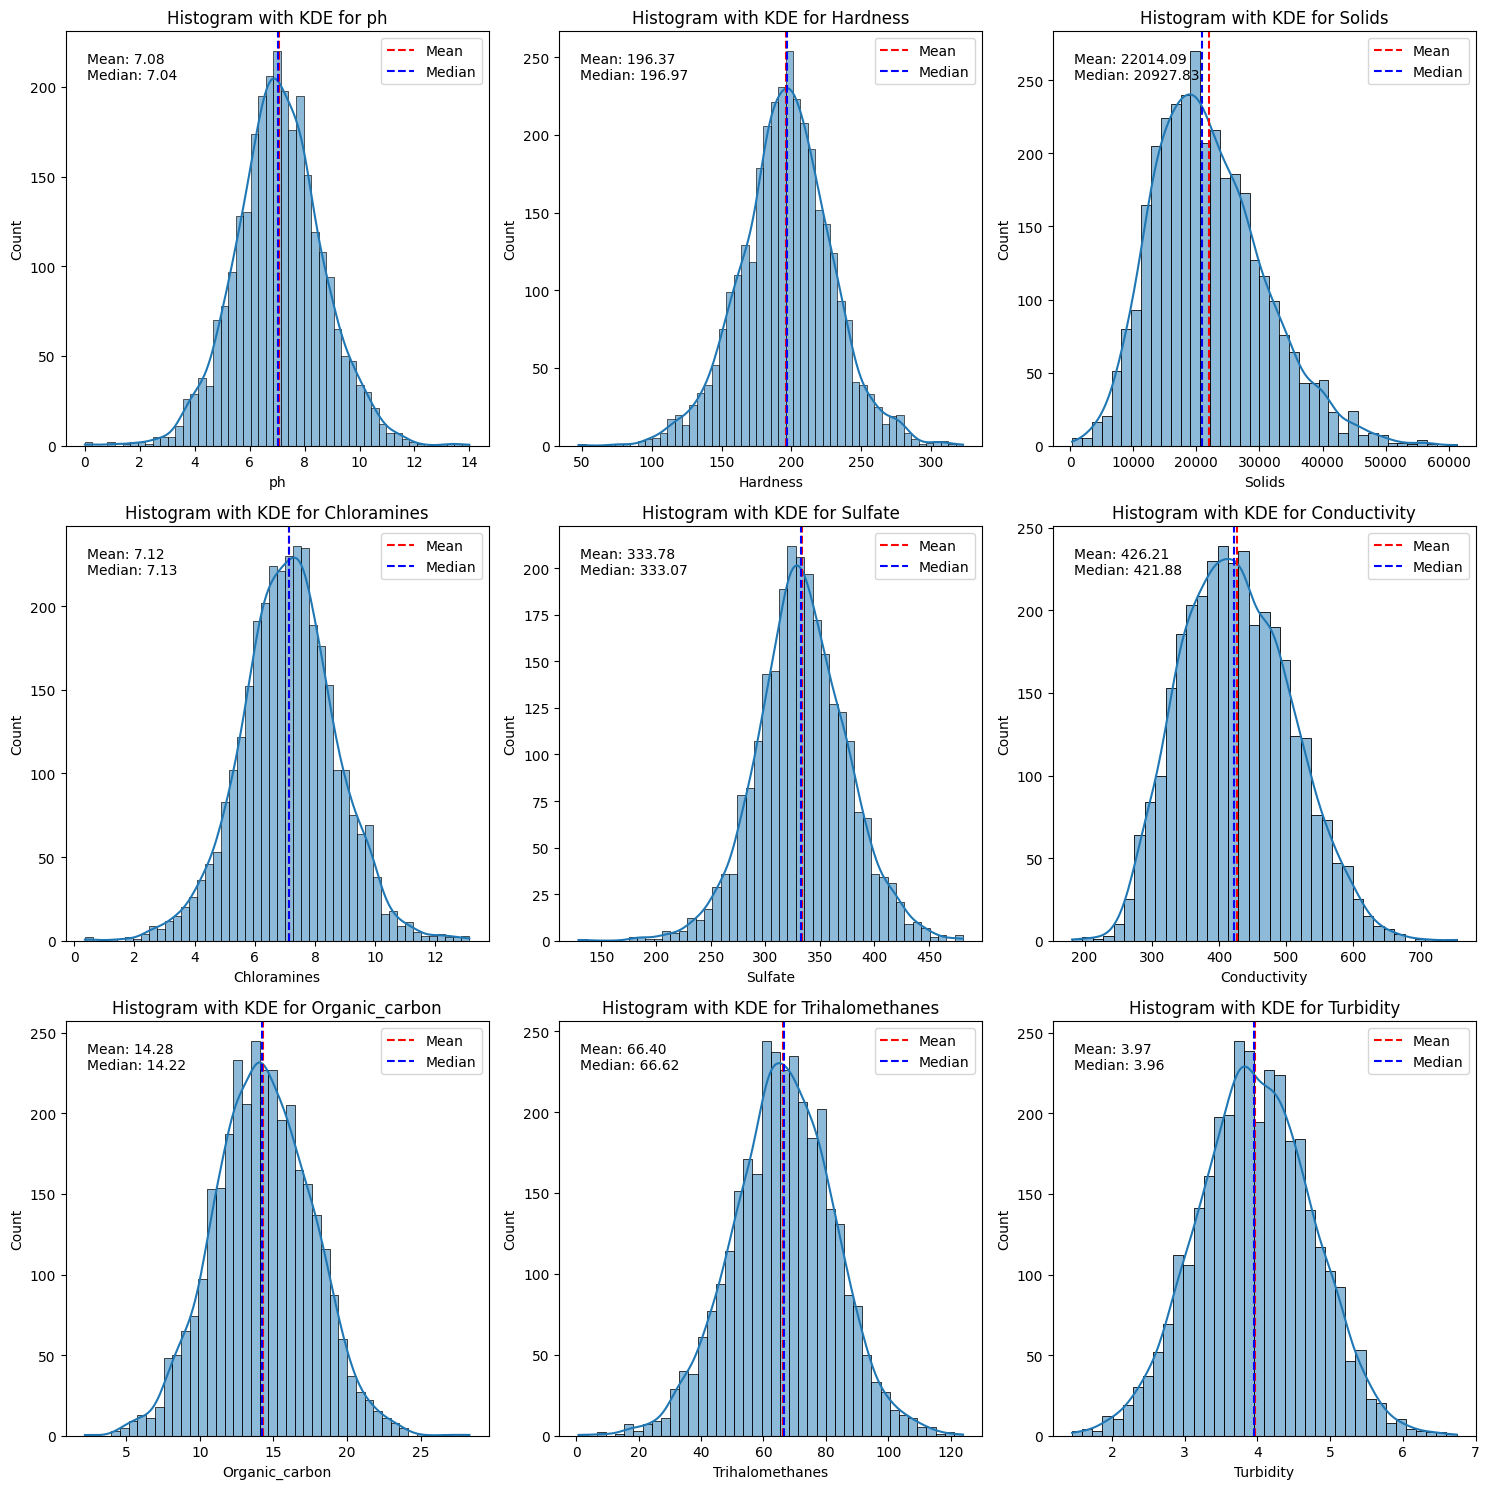 Histogram with KDE for ph
Mean: 7.08
Median: 7.04
Mean
Median
200
150
100
50
0
Count
0 2 4 6 8 10 12 14
ph
Histogram with KDE for Hardness
Mean: 196.37
Median: 196.97
Mean
Median
250
200
150
100
50
0
Count
50 100 150 200 250 300
Hardness
Histogram with KDE for Solids
Mean: 22014.09
Median: 20927.83
Mean
Median
250
200
150
100
50
0
Count
0 10000 20000 30000 40000 50000 60000
Solids
Histogram with KDE for Chloramines
Mean: 7.12
Median: 7.13
Mean
Median
200
150
100
50
0
Count
0 2 4 6 8 10 12
Chloramines
Histogram with KDE for Sulfate
Mean: 333.78
Median: 333.07
Mean
Median
200
175
150
125
100
75
50
25
0
Count
150 200 250 300 350 400 450
Sulfate
Histogram with KDE for Conductivity
Mean: 426.21
Median: 421.88
Mean
Median
250
200
150
100
50
0
Count
200 300 400 500 600 700
Conductivity
Histogram with KDE for Organic_carbon
Mean: 14.28
Median: 14.22
Mean
Median
250
200
150
100
50
0
Count
5 10 15 20 25
Organic_carbon
Histogram with KDE for Trihalomethanes
Mean: 66.40
Median: 66.62
Mean
Median
250
200
150
100
50
0
Count
0 20 40 60 80 100 120
Trihalomethanes
Histogram with KDE for Turbidity
Mean: 3.97
Median: 3.96
Mean
Median
250
200
150
100
50
0
Count
2 3 4 5 6 7
Turbidity